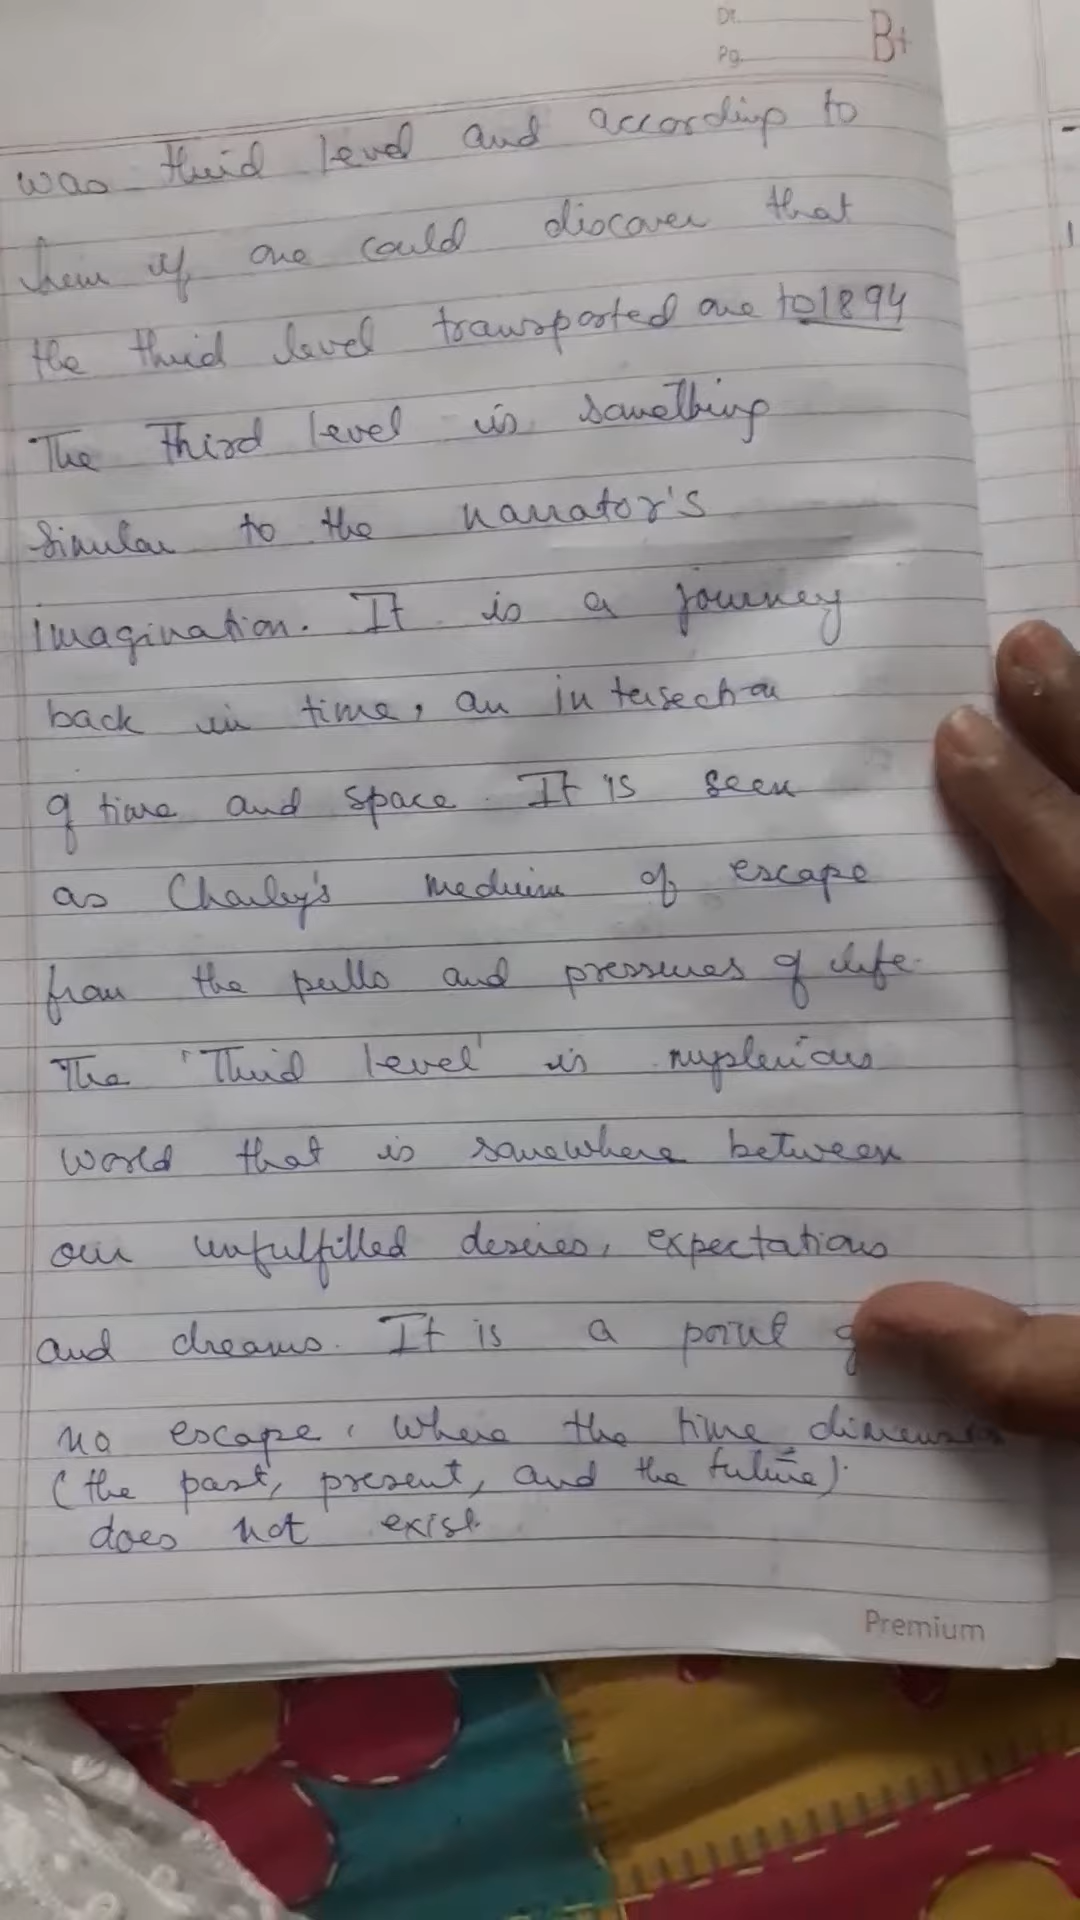 Dt.
Pg. B+
was third level and according to
him if one could discover that
the third level transported one to 1894
The Third level is something
Similar to the narrator's
imagination. It is a journey
back in time, an intersection
of time and space. It is seen
as Charley's medium of escape
from the pulls and pressures of life.
The 'Third level' is mysterious
world that is somewhere between
our unfulfilled desires, expectations
and dreams. It is a point of
no escape, where the time dimension
(the past, present, and the future)
does not exist.
Premium